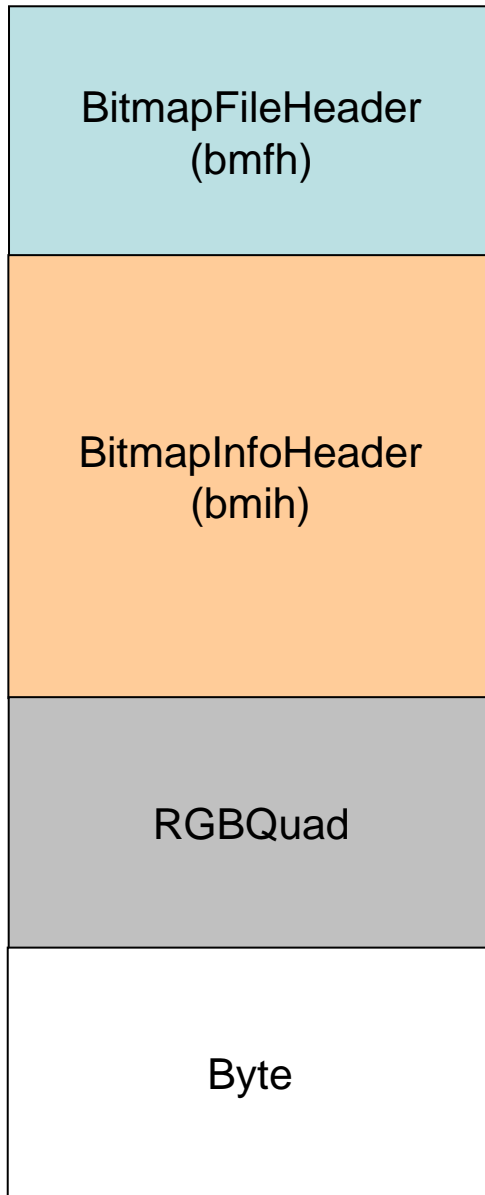 BitmapFileHeader
(bmfh)
BitmapInfoHeader
(bmih)
RGBQuad
Byte